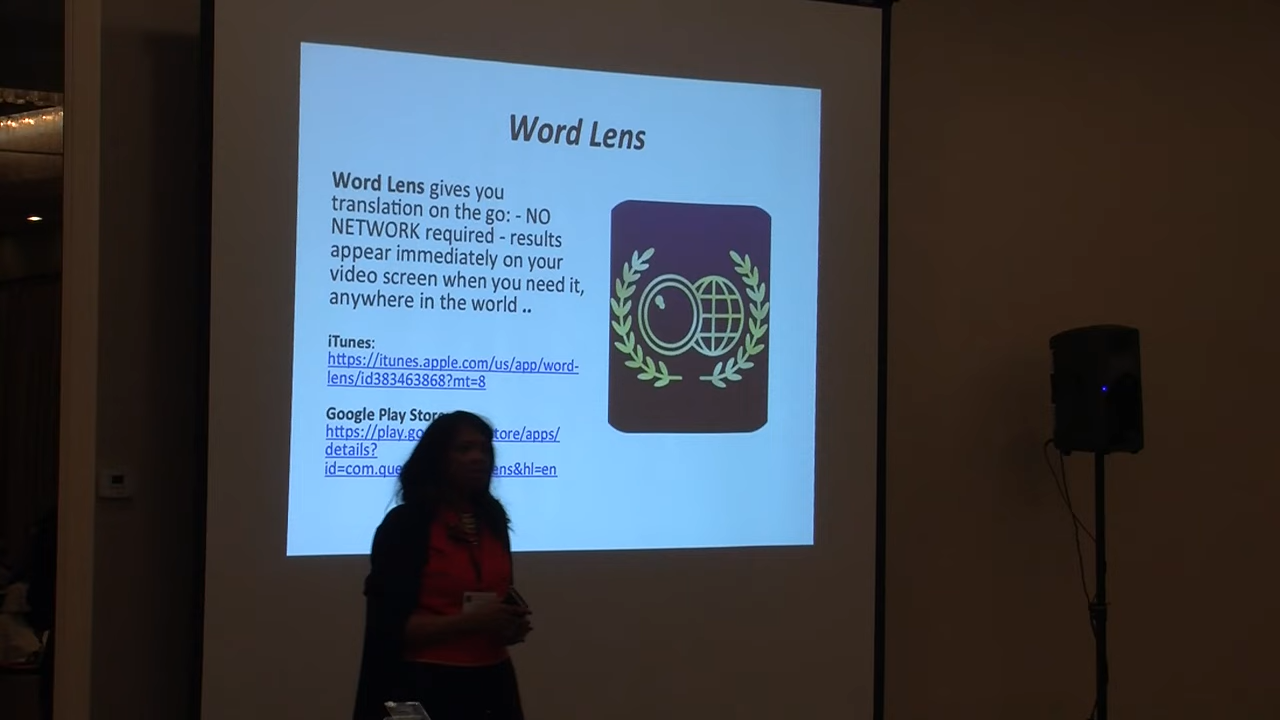 Word Lens
Word Lens gives you
translation on the go: - NO
NETWORK required - results
appear immediately on your
video screen when you need it,
anywhere in the world ..
iTunes:
https://itunes.apple.com/us/app/word-
lens/id383463868?mt=8
Google Play Store
https://play.go tore/apps/
details?
id=com.que ens&hl=en